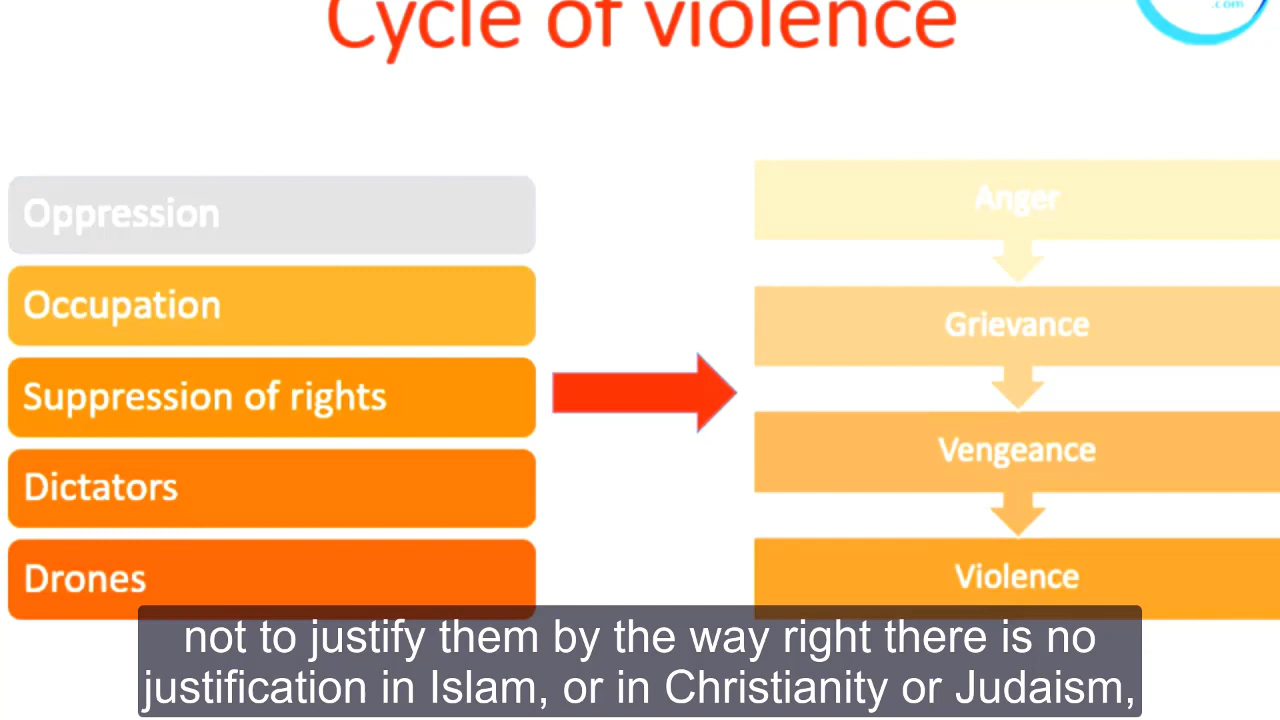 Cycle of violence
.com
Oppression
Occupation
Suppression of rights
Dictators
Drones
Anger
Grievance
Vengeance
Violence
not to justify them by the way right there is no
justification in Islam, or in Christianity or Judaism,